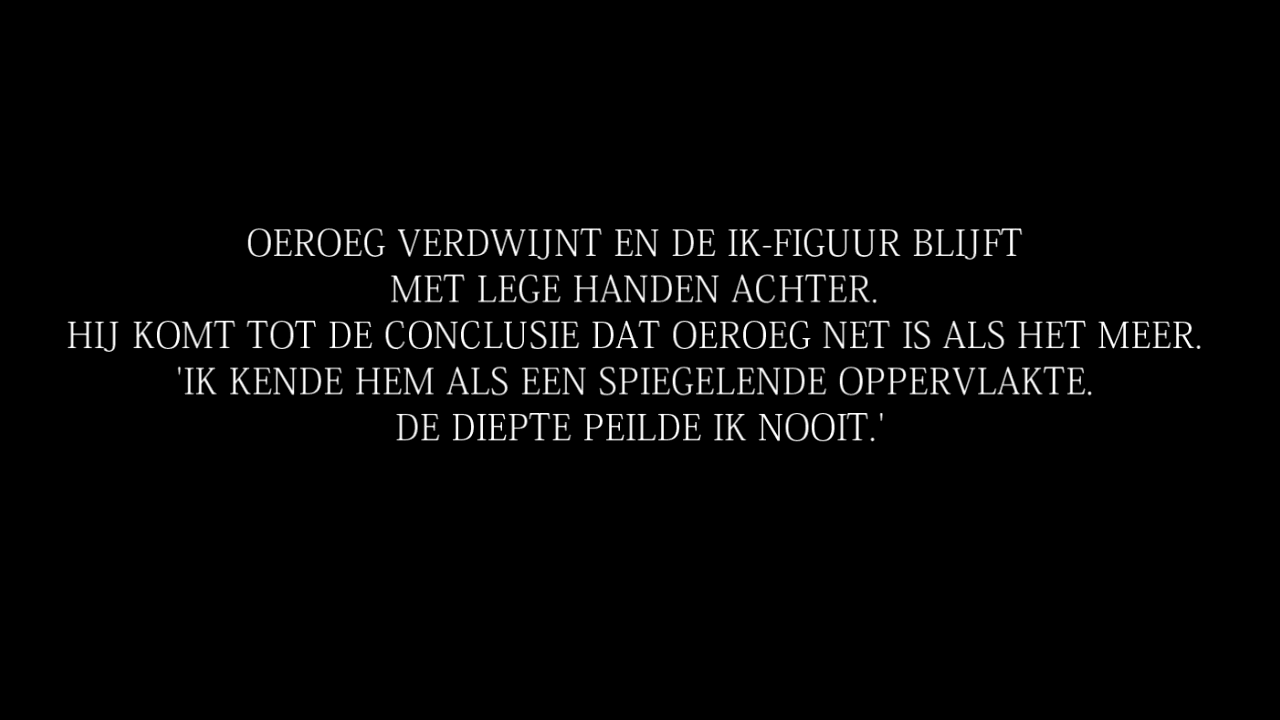 OEROEG VERDWIJNT EN DE IK-FIGUUR BLIJFT
MET LEGE HANDEN ACHTER.
HIJ KOMT TOT DE CONCLUSIE DAT OEROEG NET IS ALS HET MEER.
'IK KENDE HEM ALS EEN SPIEGELENDE OPPERVLAKTE.
DE DIEPTE PEILDE IK NOOIT.'